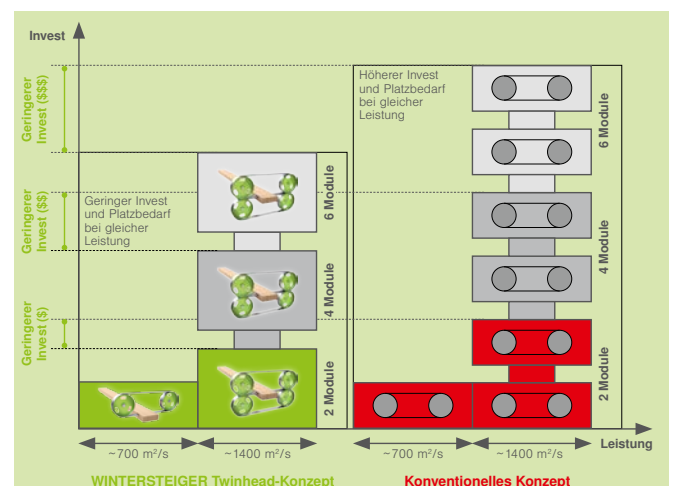 Invest
Geringerer
Invest ($$$)
Geringerer
Invest ($$)
Geringerer
Invest ($)
Geringer Invest
und Platzbedarf
bei gleicher
Leistung
6 Module
4 Module
2 Module
Höherer Invest
und Platzbedarf
bei gleicher
Leistung
6 Module
4 Module
2 Module
Leistung
~700 m²/s
~1400 m²/s
~700 m²/s
~1400 m²/s
WINTERSTEIGER Twinhead-Konzept
Konventionelles Konzept